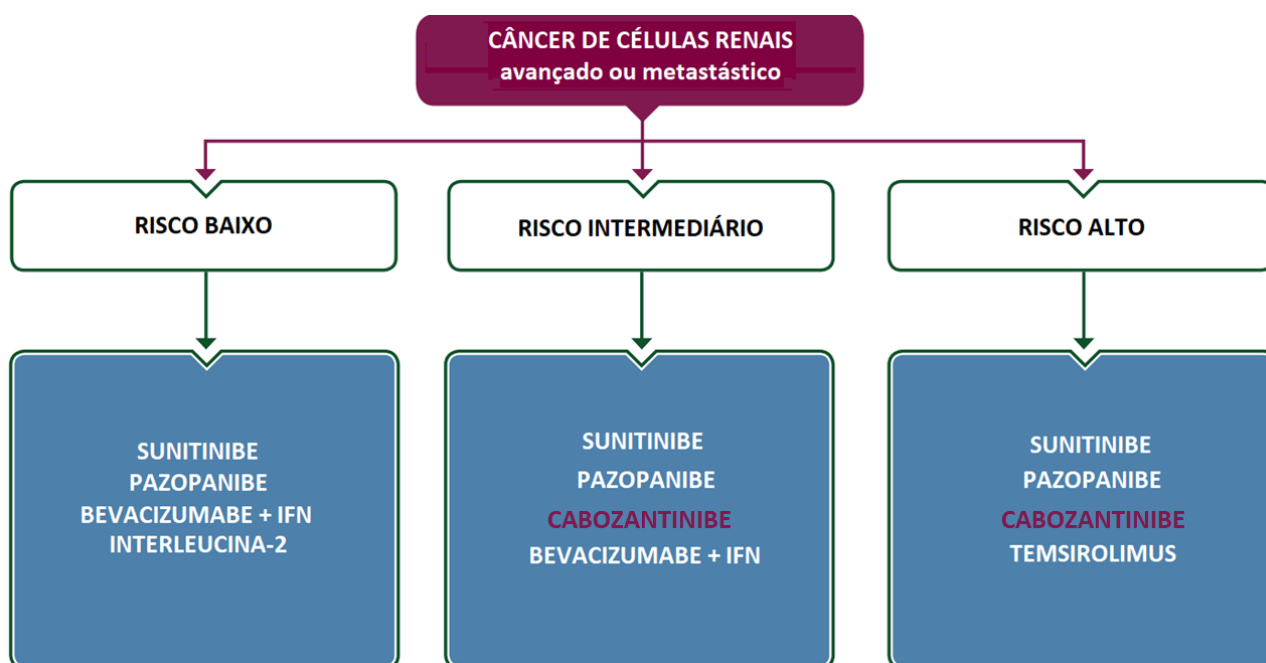 CÂNCER DE CÉLULAS RENAIS
avançado ou metastástico
RISCO BAIXO
RISCO INTERMEDIÁRIO
RISCO ALTO
SUNITINIBE
PAZOPANIBE
BEVACIZUMABE + IFN
INTERLEUCINA-2
SUNITINIBE
PAZOPANIBE
CABOZANTINIBE
BEVACIZUMABE + IFN
SUNITINIBE
PAZOPANIBE
CABOZANTINIBE
TEMSIROLIMUS